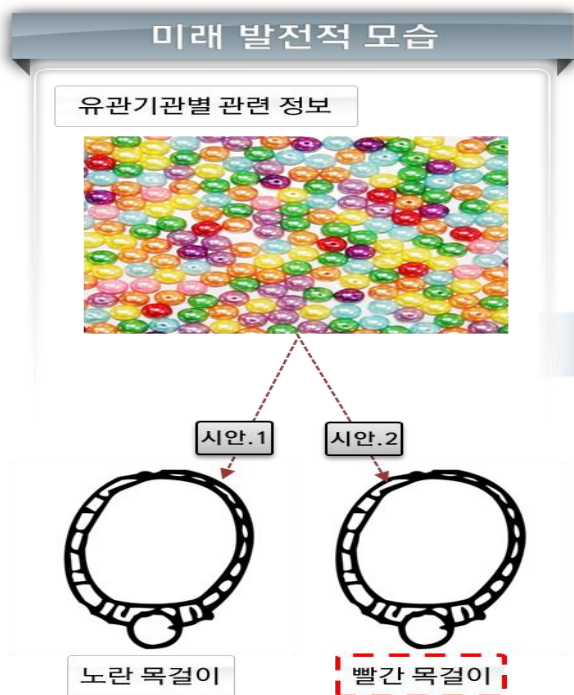 미래 발전적 모습
유관기관별 관련 정보
시안.1
시안.2
노란 목걸이
빨간 목걸이